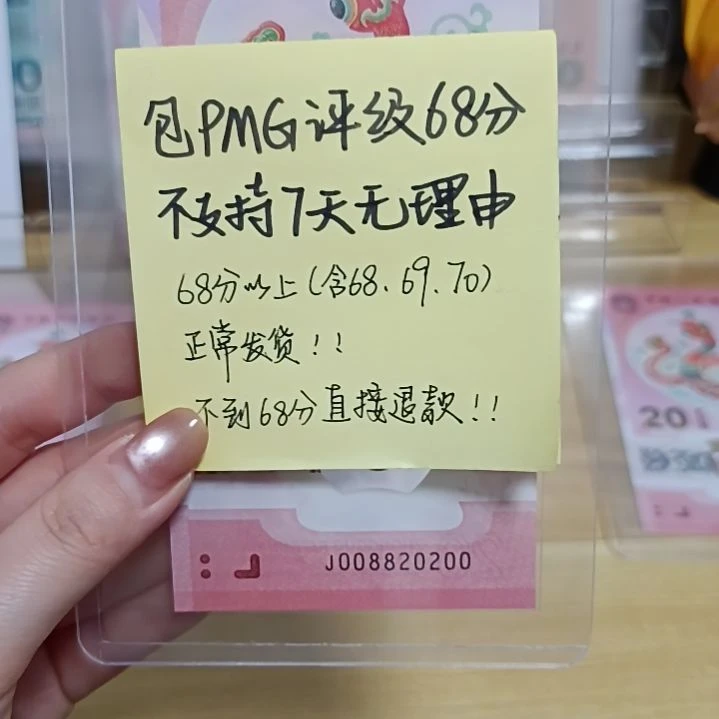 包PMG评级68分
不支持7天无理由
68分以上(含68、69、70)
正常发货！！
不到68分直接退款！！
J008820200
201